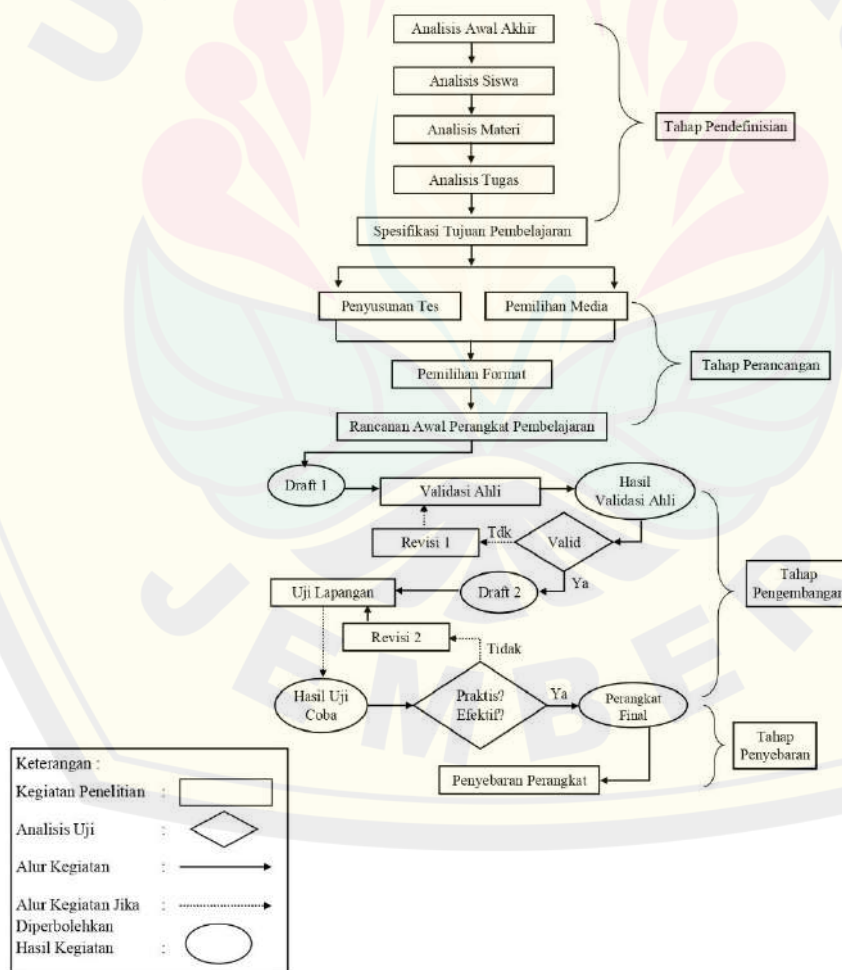 Analisis Awal Akhir
Analisis Siswa
Analisis Materi
Tahap Pendefinisian
Analisis Tugas
Spesifikasi Tujuan Pembelajaran
Penyusunan Tes
Pemilihan Media
Tahap Perancangan
Pemilihan Format
Rancanan Awal Perangkat Pembelajaran
Draft 1
Validasi Ahli
Hasil
Validasi Ahli
Revisi 1
Tdk
Valid
Ya
Tahap
Pengembangan
Uji Lapangan
Draft 2
Revisi 2
Tidak
Hasil Uji
Coba
Praktis?
Efektif?
Ya
Perangkat
Final
Tahap
Penyebaran
Penyebaran Perangkat
Keterangan :
Kegiatan Penelitian :
Analisis Uji :
Alur Kegiatan :
Alur Kegiatan Jika :
Diperbolehkan
Hasil Kegiatan :
JEMBER